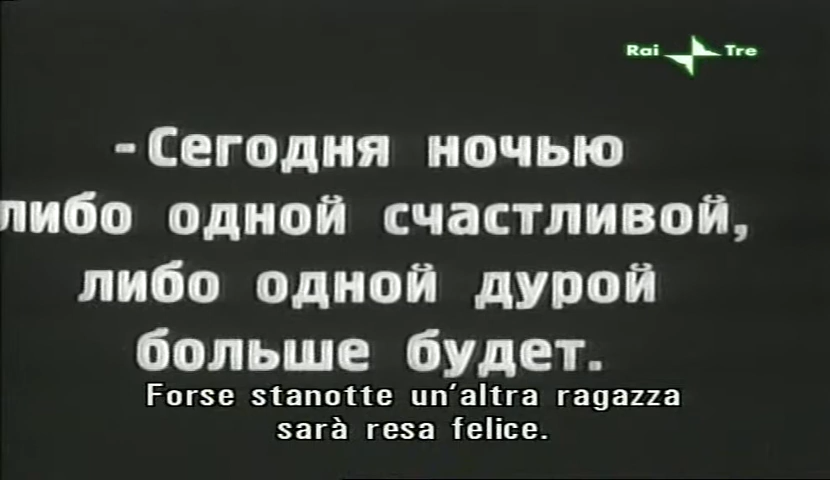 Rai Tre
-Сегодня ночью
либо одной счастливой,
либо одной дурой
больше будет.
Forse stanotte un'altra ragazza
sarà resa felice.